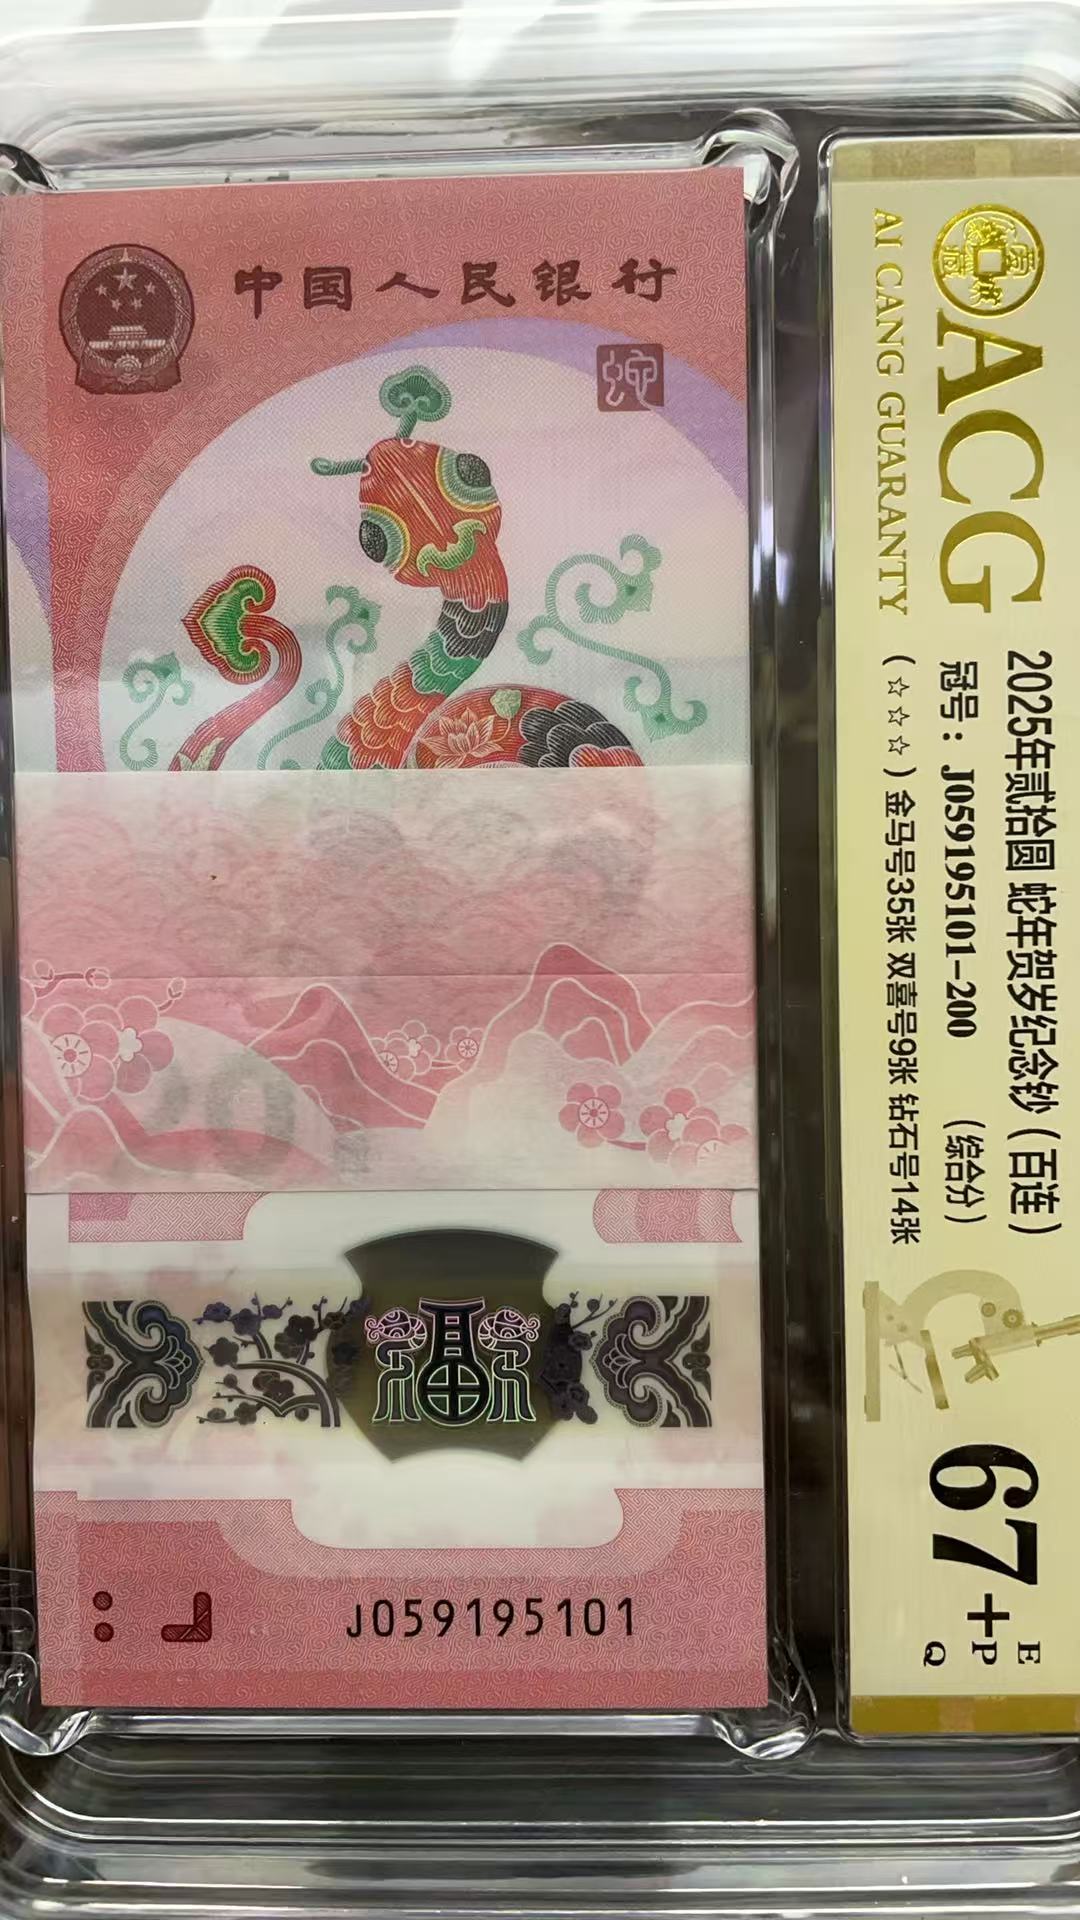 中国人民银行
蛇
J059195101
ACG
AI CANG GUARANTY
2025年贰拾圆 蛇年贺岁纪念钞（百连）
冠号：J059195101-200 （综合分）
（☆☆☆）金马号35张 双喜号9张 钻石号14张
67+
E
P
Q